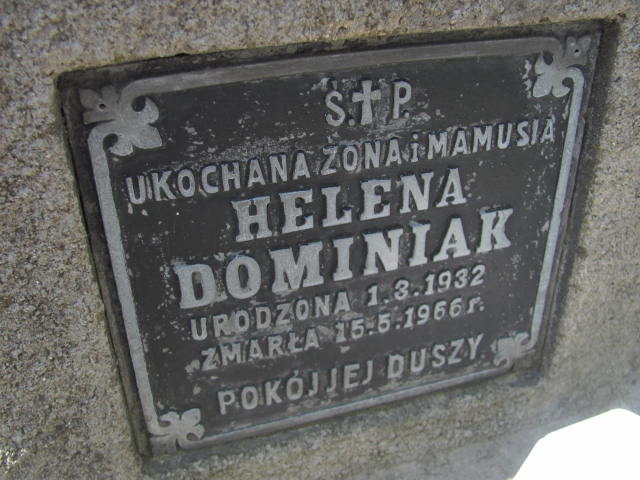 Ś.✝P.
UKOCHANA ŻONA i MAMUSIA
HELENA
DOMINIAK
URODZONA 1.3.1932
ZMARŁA 15-5.1966 r.
POKÓJ JEJ DUSZY.